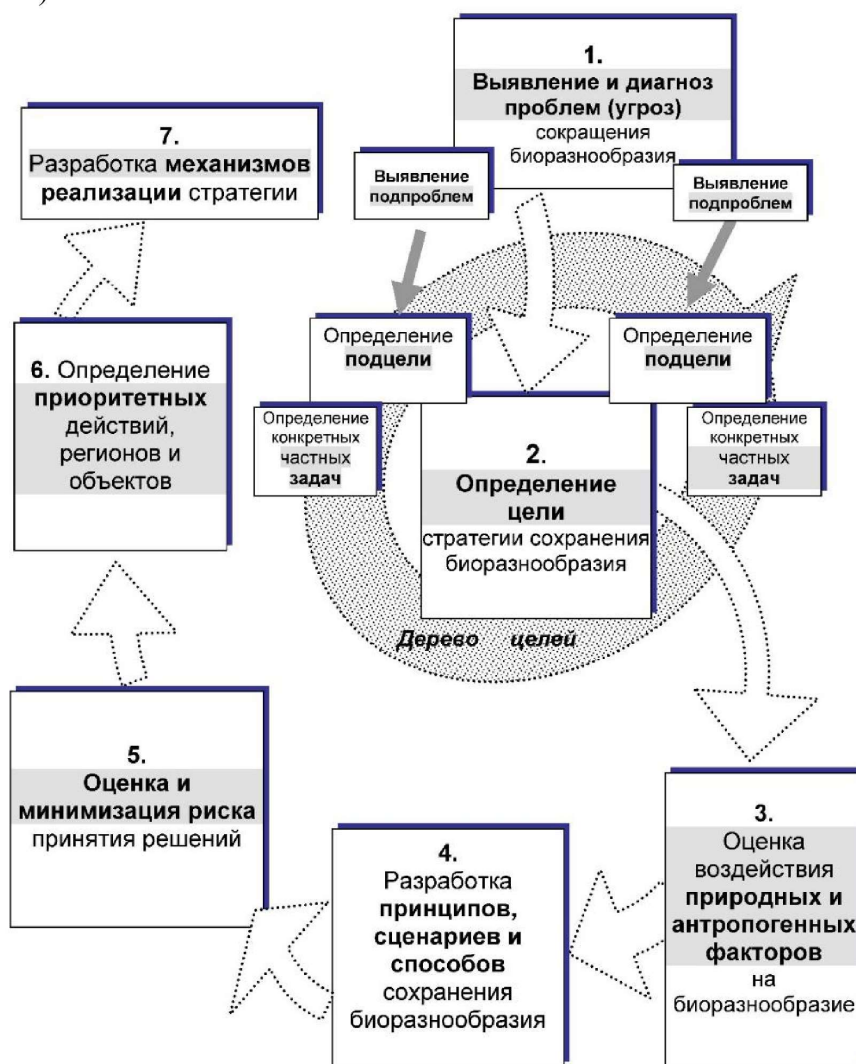 1.
Выявление и диагноз
проблем (угроз)
сокращения
биоразнообразия
Выявление
подпроблем
Выявление
подпроблем
7.
Разработка механизмов
реализации стратегии
Определение
подцели
Определение
подцели
Определение
конкретных
частных
задач
Определение
конкретных
частных
задач
2.
Определение
цели
стратегии сохранения
биоразнообразия
Дерево целей
6. Определение
приоритетных
действий,
регионов и
объектов
5.
Оценка и
минимизация риска
принятия решений
4.
Разработка
принципов,
сценариев и
способов
сохранения
биоразнообразия
3.
Оценка
воздействия
природных и
антропогенных
факторов
на
биоразнообразие